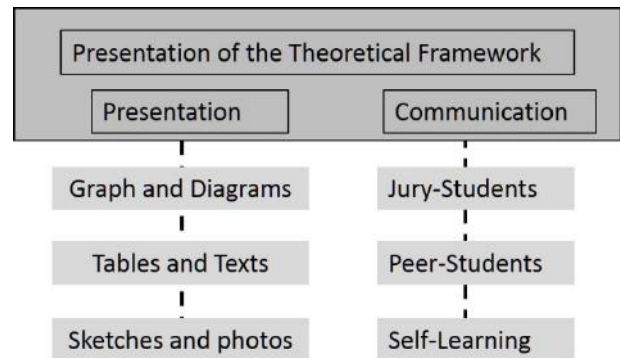 Presentation of the Theoretical Framework
Presentation
Communication
Graph and Diagrams
Jury-Students
Tables and Texts
Peer-Students
Sketches and photos
Self-Learning